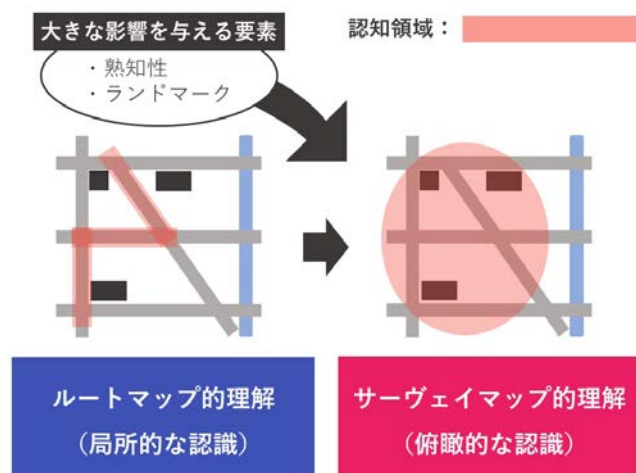 大きな影響を与える要素
・熟知性
・ランドマーク
認知領域：
ルートマップ的理解
（局所的な認識）
サーヴェイマップ的理解
（俯瞰的な認識）